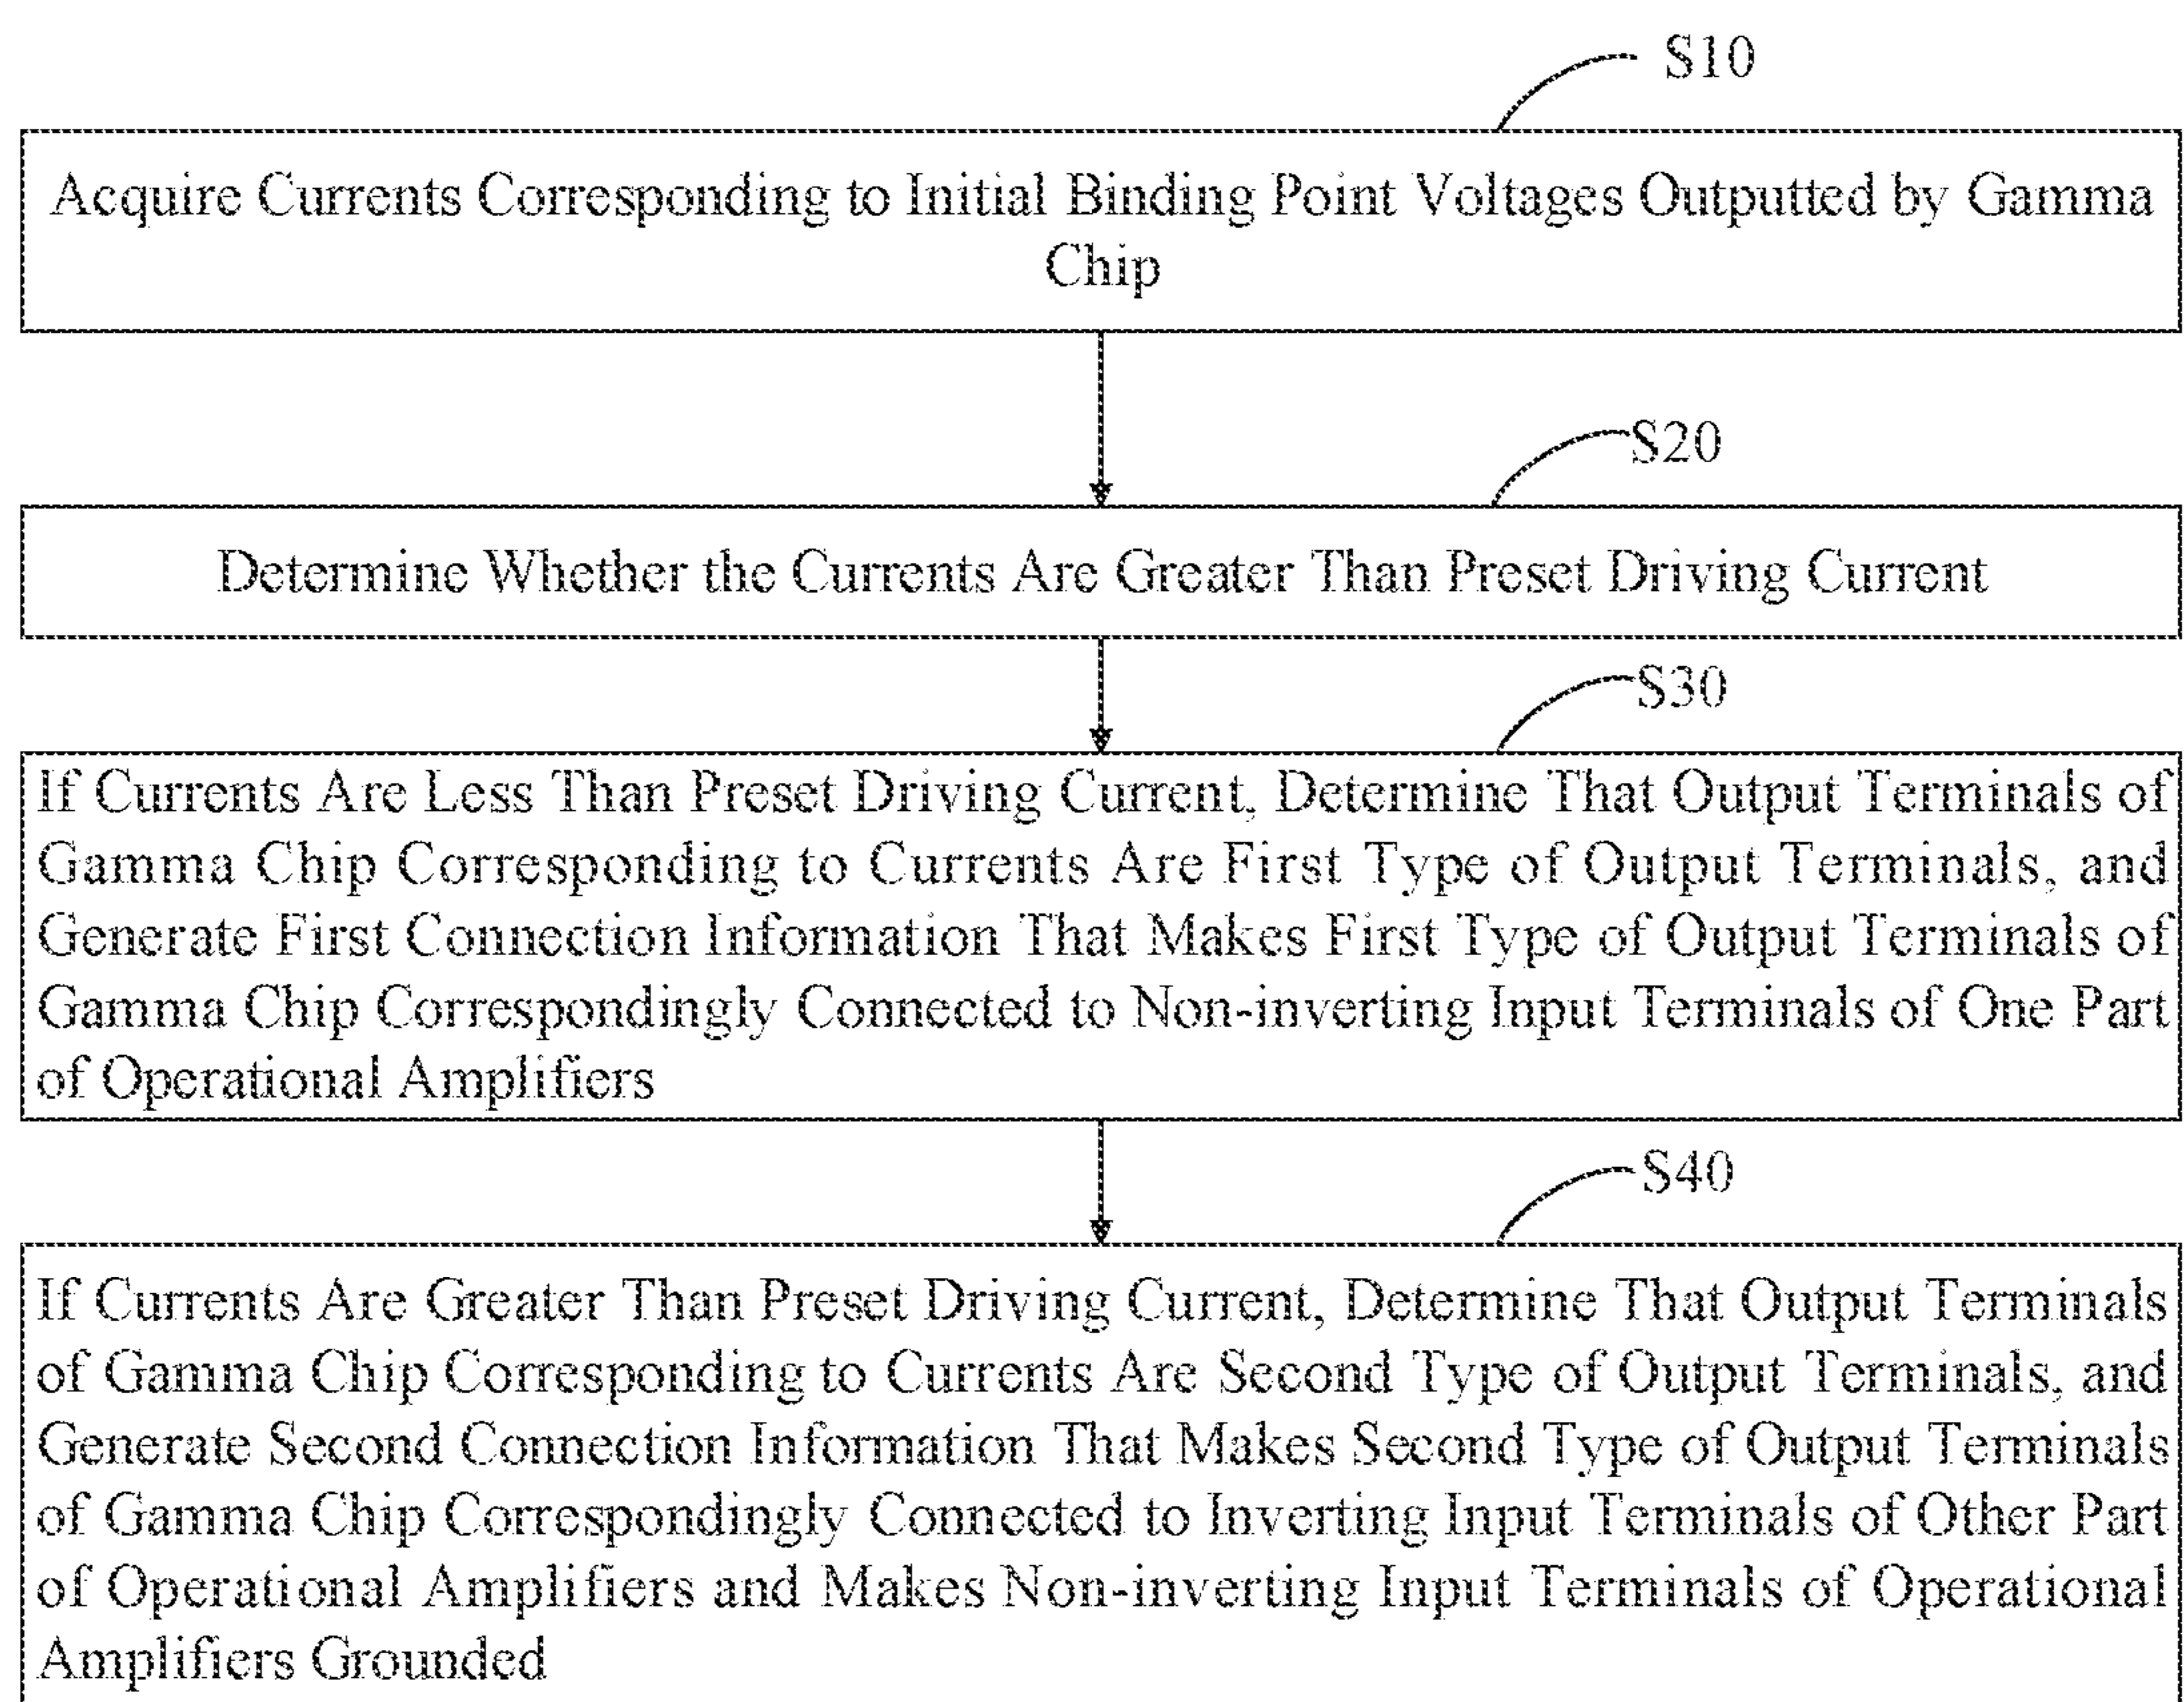 S10
Acquire Currents Corresponding to Initial Binding Point Voltages Outputted by Gamma
Chip
S20
Determine Whether the Currents Are Greater Than Preset Driving Current
S30
If Currents Are Less Than Preset Driving Current, Determine That Output Terminals of
Gamma Chip Corresponding to Currents Are First Type of Output Terminals, and
Generate First Connection Information That Makes First Type of Output Terminals of
Gamma Chip Correspondingly Connected to Non-inverting Input Terminals of One Part
of Operational Amplifiers
S40
If Currents Are Greater Than Preset Driving Current, Determine That Output Terminals
of Gamma Chip Corresponding to Currents Are Second Type of Output Terminals, and
Generate Second Connection Information That Makes Second Type of Output Terminals
of Gamma Chip Correspondingly Connected to Inverting Input Terminals of Other Part
of Operational Amplifiers and Makes Non-inverting Input Terminals of Operational
Amplifiers Grounded